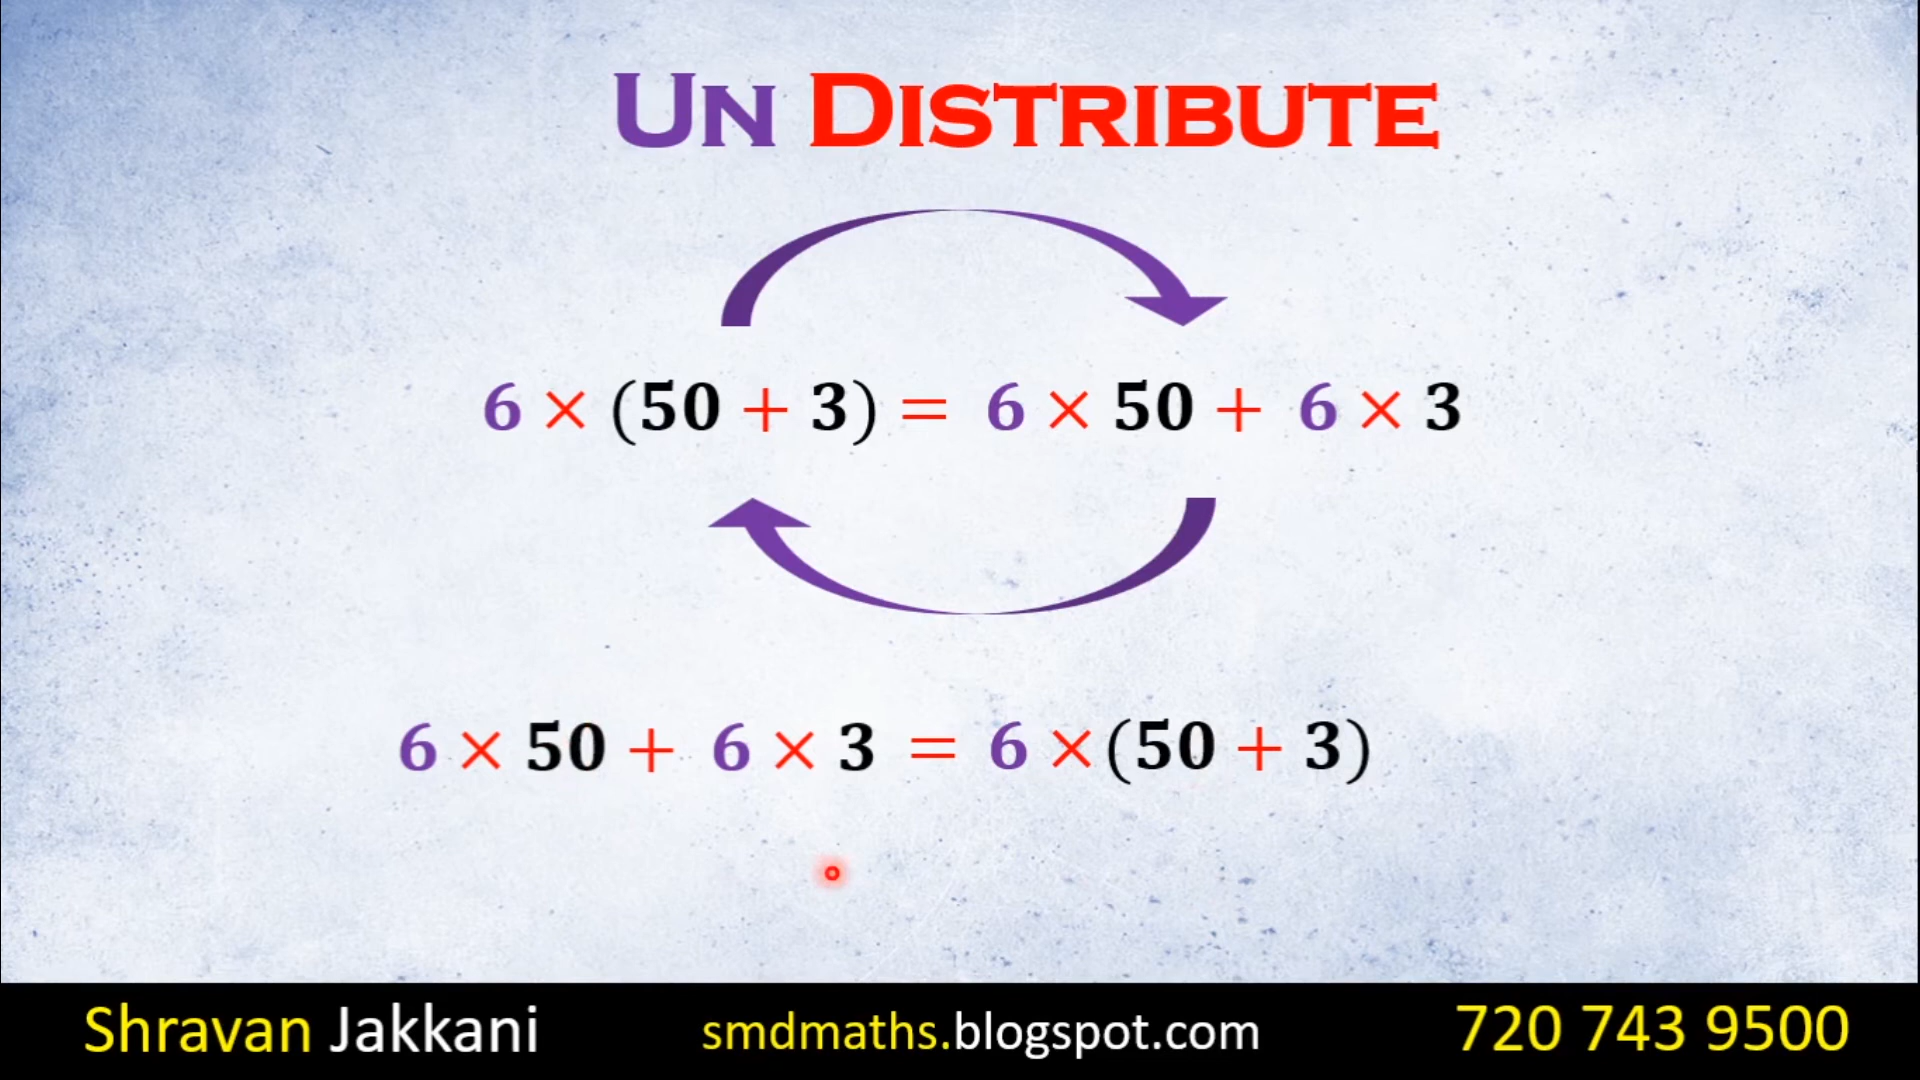 UN DISTRIBUTE
6 × (50 + 3) = 6 × 50 + 6 × 3
6 × 50 + 6 × 3 = 6 × (50 + 3)
Shravan Jakkani smdmaths.blogspot.com 720 743 9500